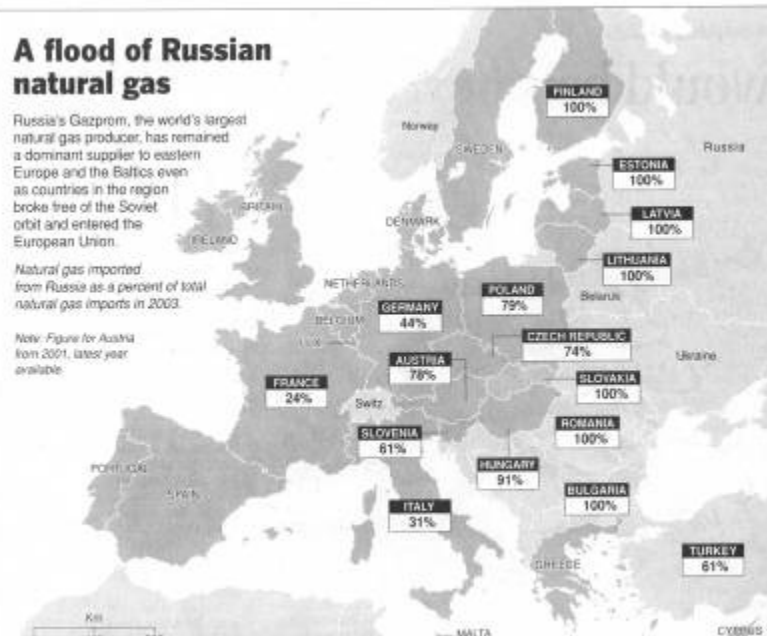 A flood of Russian
natural gas
Russia's Gazprom, the world's largest
natural gas producer, has remained
a dominant supplier to eastern
Europe and the Baltics even
as countries in the region
broke free of the Soviet
orbit and entered the
European Union.
Natural gas imported
from Russia as a percent of total
natural gas imports in 2003.
Note: Figure for Austria
from 2001, latest year
available.
FINLAND
100%
Norway
SWEDEN
Russia
ESTONIA
100%
LATVIA
100%
BRITAIN
DENMARK
IRELAND
LITHUANIA
100%
NETHERLANDS
POLAND
79%
Belarus
GERMANY
44%
BELGIUM
LUX.
CZECH REPUBLIC
74%
AUSTRIA
78%
Ukraine
FRANCE
24%
SLOVAKIA
100%
Switz.
ROMANIA
100%
SLOVENIA
61%
HUNGARY
91%
PORTUGAL
SPAIN
BULGARIA
100%
ITALY
31%
TURKEY
61%
GREECE
Km
MALTA
CYPRUS